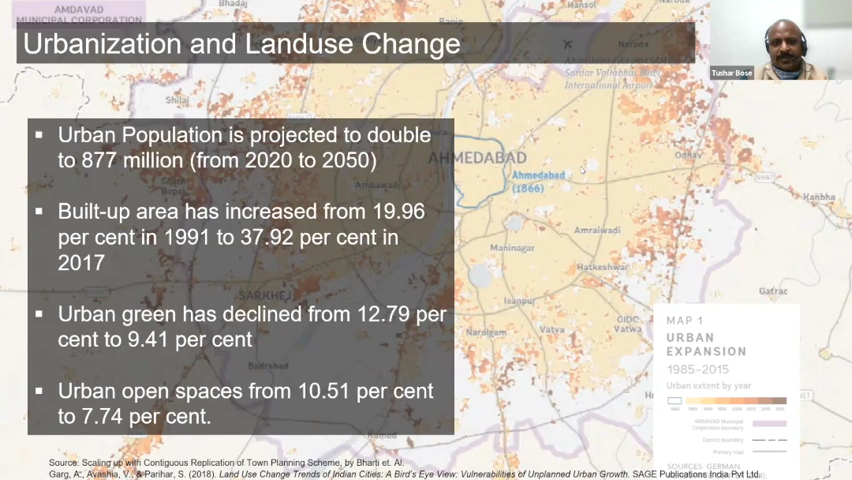 AMDAVAD
MUNICIPAL CORPORATION
Bhadaj
Ranip
Hansol
Naroda
Urbanization and Landuse Change
Sardar Vallabhbhai
International Airport
Tushar Bose
Shilaj
▪ Urban Population is projected to double
to 877 million (from 2020 to 2050)
AHMEDABAD
Ahmedabad
(1866)
Odhav
NH47
Kanbha
▪ Built-up area has increased from 19.96
per cent in 1991 to 37.92 per cent in
2017
Amraiwadi
Maninagar
Hatkeshwar
SARKHEJ
Isanpur
Gatrac
▪ Urban green has declined from 12.79 per
cent to 9.41 per cent
Narolgam
Vatva
GIDC
Vatwa
Badrabad
▪ Urban open spaces from 10.51 per cent
to 7.74 per cent.
MAP 1
URBAN
EXPANSION
1985–2015
Urban extent by year
AMDAVAD Municipal
Corporation boundary
District boundary
Primary road
SOURCES: GERMAN
Source: Scaling up with Contiguous Replication of Town Planning Scheme, by Bharti et. Al.
Garg, A., Avashia, V., & Parihar, S. (2018). Land Use Change Trends of Indian Cities: A Bird's Eye View: Vulnerabilities of Unplanned Urban Growth. SAGE Publications India Pvt Ltd.